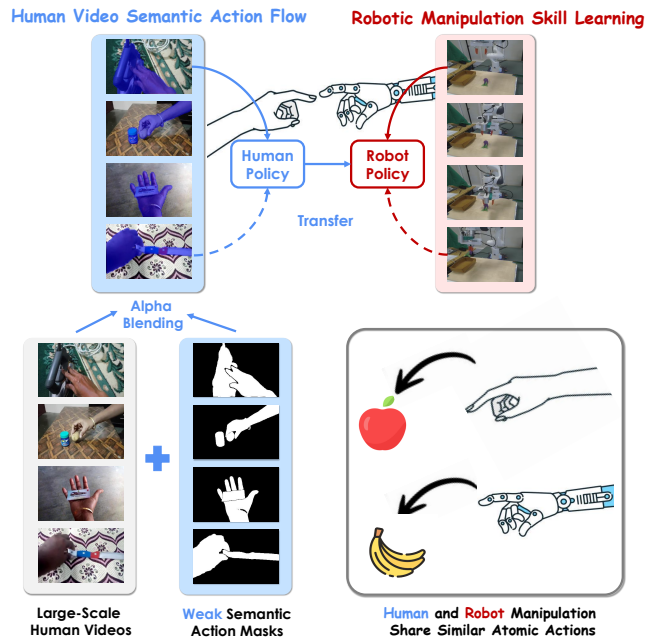 Human Video Semantic Action Flow
Robotic Manipulation Skill Learning
Human
Policy
Robot
Policy
Transfer
Alpha
Blending
Large-Scale
Human Videos
Weak Semantic
Action Masks
Human and Robot Manipulation
Share Similar Atomic Actions